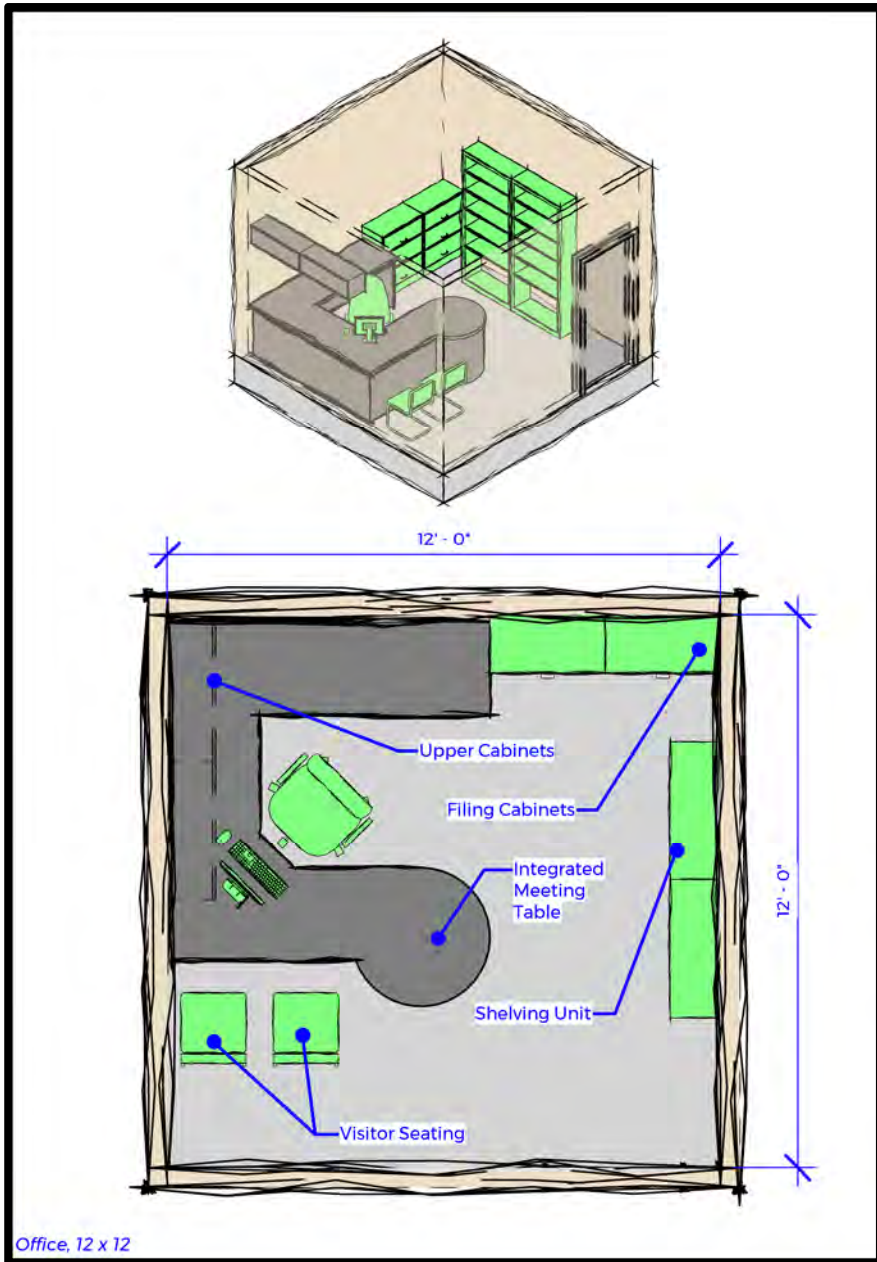 12' - 0"
Upper Cabinets
Filing Cabinets
Integrated
Meeting
Table
12' - 0"
Shelving Unit
Visitor Seating
Office, 12 x 12